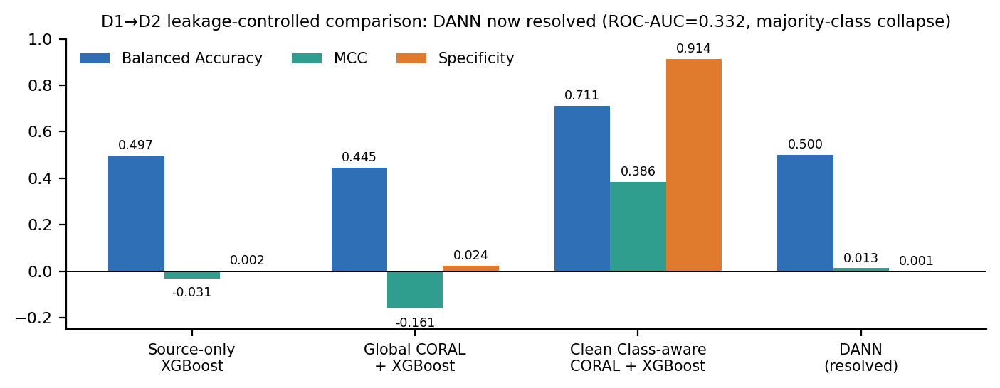 D1→D2 leakage-controlled comparison: DANN now resolved (ROC-AUC=0.332, majority-class collapse)
Balanced Accuracy MCC Specificity
1.0
0.8
0.6
0.4
0.2
0.0
−0.2
0.497
-0.031
0.002
0.445
-0.161
0.024
0.711
0.386
0.914
0.500
0.013
0.001
Source-only
XGBoost
Global CORAL
+ XGBoost
Clean Class-aware
CORAL + XGBoost
DANN
(resolved)